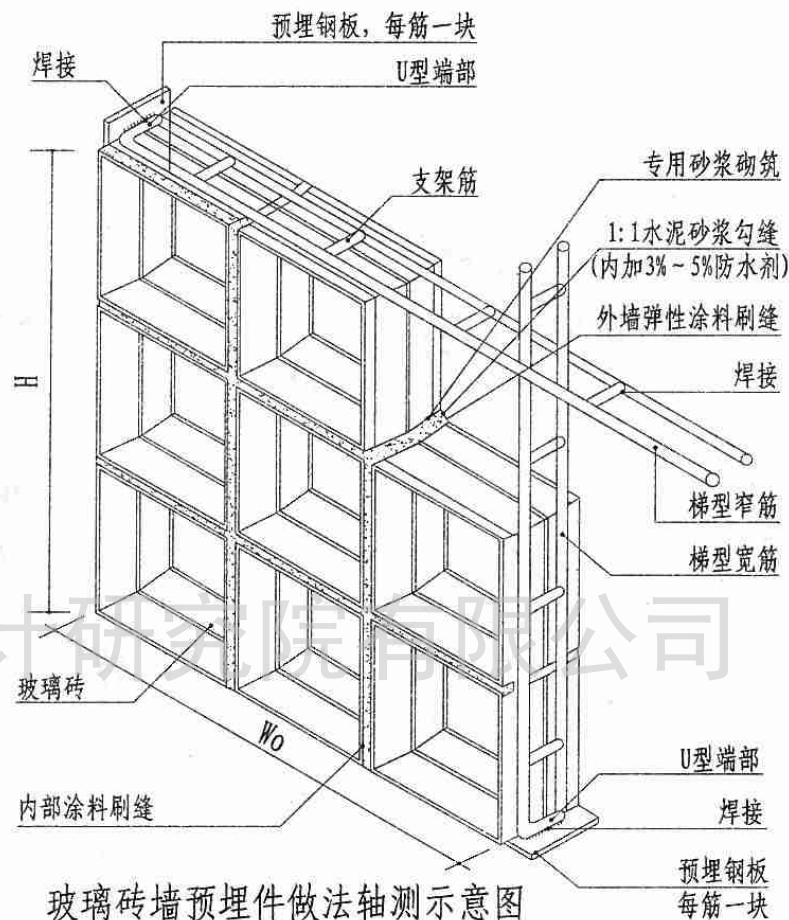 预埋钢板，每筋一块
焊接
U型端部
专用砂浆砌筑
支架筋
1:1水泥砂浆勾缝
(内加3%~5%防水剂)
外墙弹性涂料刷缝
H
焊接
梯型窄筋
梯型宽筋
计研究院有限公司
玻璃砖
Wo
U型端部
内部涂料刷缝
焊接
预埋钢板
每筋一块
玻璃砖墙预埋件做法轴测示意图